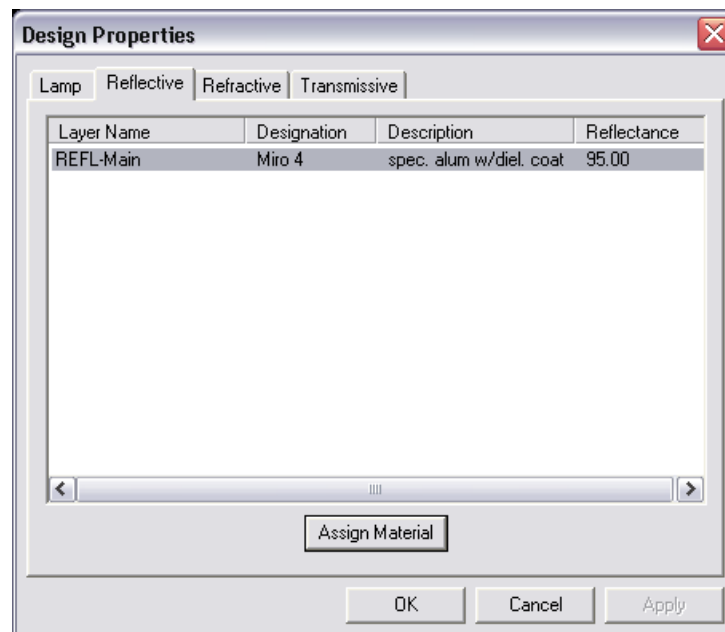 Design Properties
Lamp Reflective Refractive Transmissive
Layer Name Designation Description Reflectance
REFL-Main Miro 4 spec. alum w/diel. coat 95.00
Assign Material
OK Cancel Apply